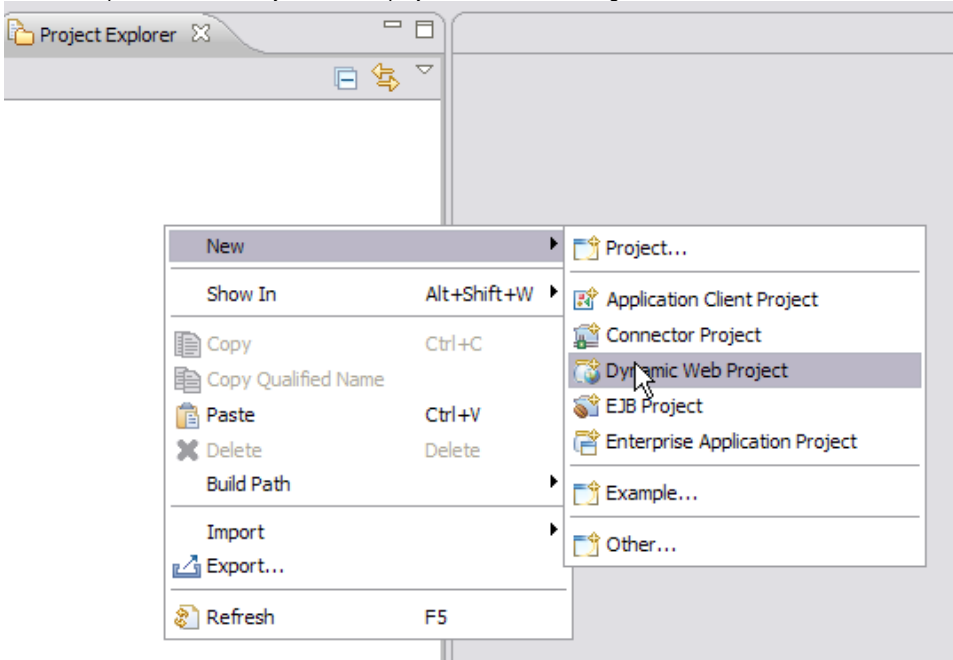 Project Explorer
New
Show In Alt+Shift+W
Copy Ctrl+C
Copy Qualified Name
Paste Ctrl+V
Delete Delete
Build Path
Import
Export...
Refresh F5
Project...
Application Client Project
Connector Project
Dynamic Web Project
EJB Project
Enterprise Application Project
Example...
Other...